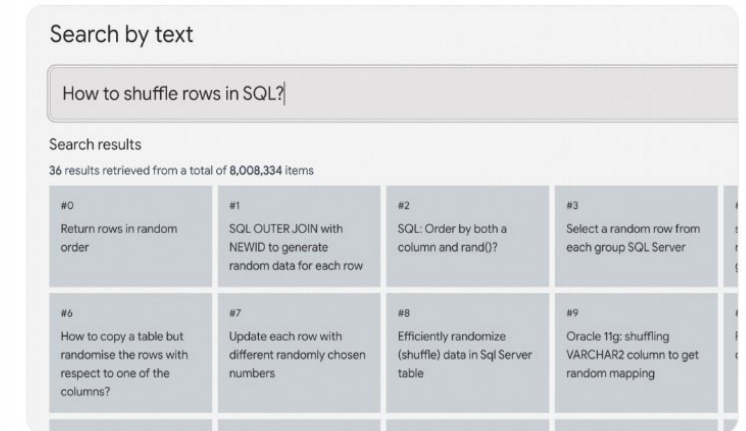 Search by text
How to shuffle rows in SQL?
Search results
36 results retrieved from a total of 8,008,334 items
#0
Return rows in random
order
#1
SQL OUTER JOIN with
NEWID to generate
random data for each row
#2
SQL: Order by both a
column and rand()?
#3
Select a random row from
each group SQL Server
#6
How to copy a table but
randomise the rows with
respect to one of the
columns?
#7
Update each row with
different randomly chosen
numbers
#8
Efficiently randomize
(shuffle) data in Sql Server
table
#9
Oracle 11g: shuffling
VARCHAR2 column to get
random mapping